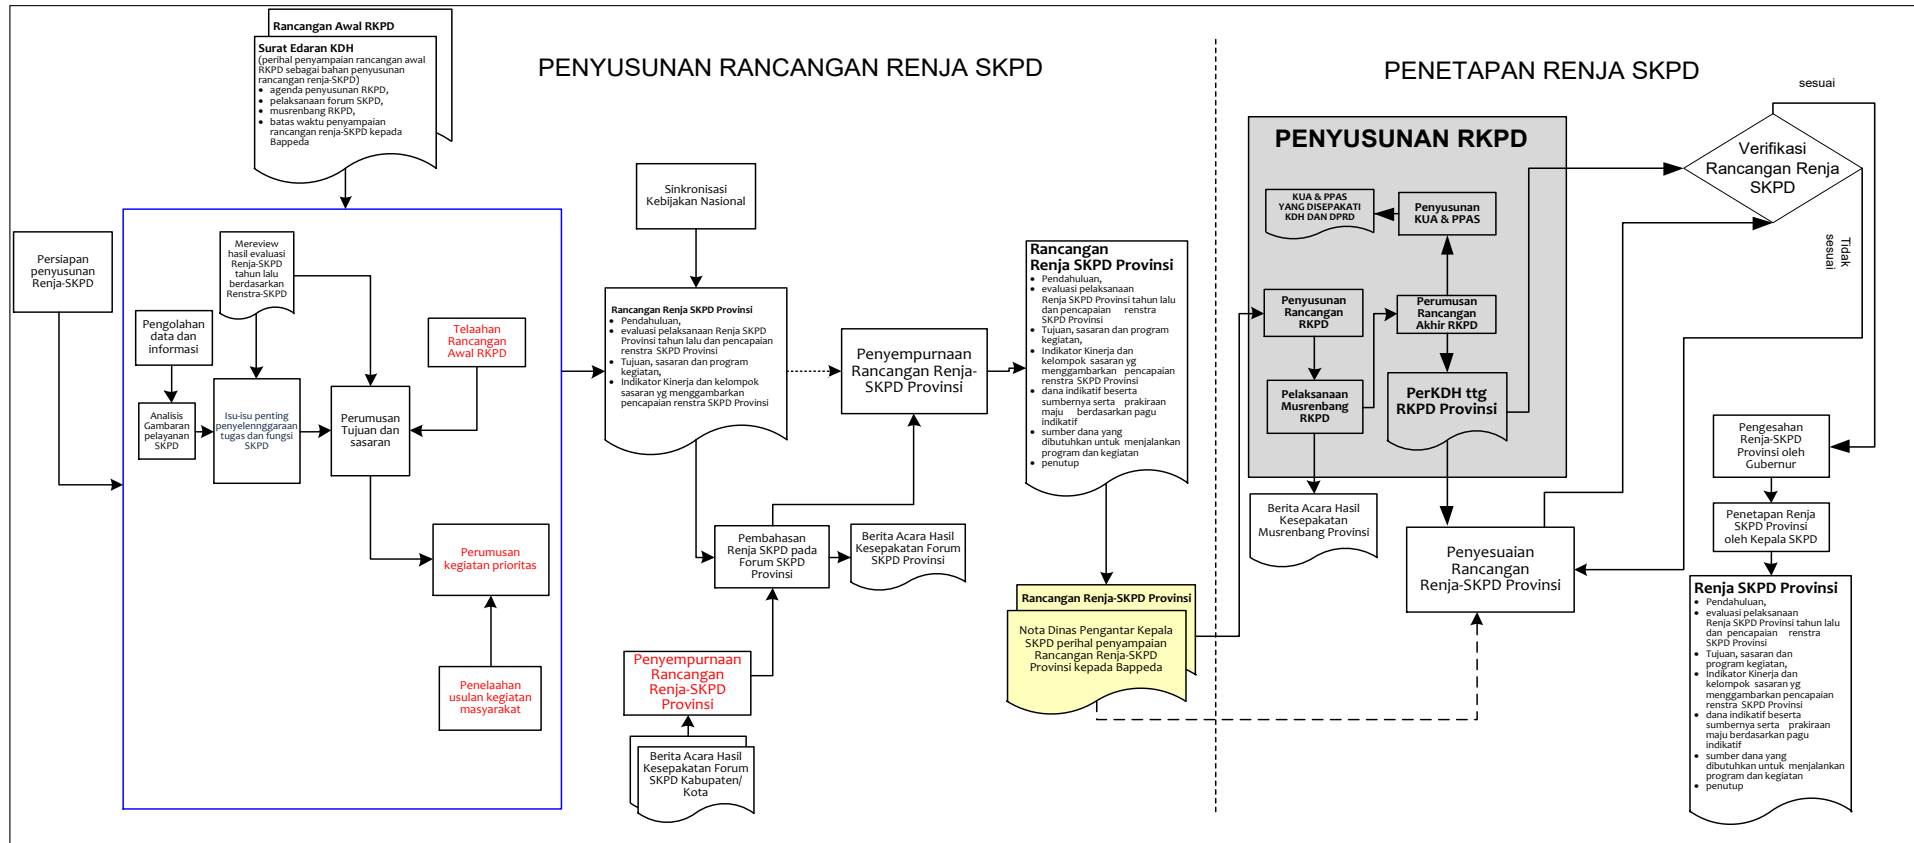 Rancangan Awal RKPD
Surat Edaran KDH
(perihal penyampaian rancangan awal
RKPD sebagai bahan penyusunan
rancangan renja-SKPD)
• agenda penyusunan RKPD,
• pelaksanaan forum SKPD,
• musrenbang RKPD,
• batas waktu penyampaian
rancangan renja-SKPD kepada
Bappeda
PENYUSUNAN RANCANGAN RENJA SKPD
Persiapan
penyusunan
Renja-SKPD
Mereview
hasil evaluasi
Renja-SKPD
tahun lalu
berdasarkan
Renstra-SKPD
Pengolahan
data dan
informasi
Telaahan
Rancangan
Awal RKPD
Analisis
Gambaran
pelayanan
SKPD
Isu-isu penting
penyelennggaraan
tugas dan fungsi
SKPD
Perumusan
Tujuan dan
sasaran
Perumusan
kegiatan prioritas
Penelaahan
usulan kegiatan
masyarakat
Sinkronisasi
Kebijakan Nasional
Rancangan Renja SKPD Provinsi
• Pendahuluan,
• evaluasi pelaksanaan Renja SKPD
Provinsi tahun lalu dan pencapaian
renstra SKPD Provinsi
• Tujuan, sasaran dan program
kegiatan,
• Indikator Kinerja dan kelompok
sasaran yg menggambarkan
pencapaian renstra SKPD Provinsi
Penyempurnaan
Rancangan Renja-
SKPD Provinsi
Pembahasan
Renja SKPD pada
Forum SKPD
Provinsi
Berita Acara Hasil
Kesepakatan Forum
SKPD Provinsi
Penyempurnaan
Rancangan
Renja-SKPD
Provinsi
Berita Acara Hasil
Kesepakatan Forum
SKPD Kabupaten/
Kota
Rancangan
Renja SKPD Provinsi
• Pendahuluan,
• evaluasi pelaksanaan
Renja SKPD Provinsi tahun lalu
dan pencapaian renstra
SKPD Provinsi
• Tujuan, sasaran dan program
kegiatan,
• Indikator Kinerja dan
kelompok sasaran yg
menggambarkan pencapaian
renstra SKPD Provinsi
• dana indikatif beserta
sumbernya serta prakiraan
maju berdasarkan pagu
indikatif
• sumber dana yang
dibutuhkan untuk menjalankan
program dan kegiatan
• penutup
Rancangan Renja-SKPD Provinsi
Nota Dinas Pengantar Kepala
SKPD perihal penyampaian
Rancangan Renja-SKPD
Provinsi kepada Bappeda
PENETAPAN RENJA SKPD
PENYUSUNAN RKPD
KUA & PPAS
YANG DISEPAKATI
KDH DAN DPRD
Penyusunan
KUA & PPAS
Penyusunan
Rancangan
RKPD
Perumusan
Rancangan
Akhir RKPD
Pelaksanaan
Musrenbang
RKPD
PerKDH ttg
RKPD Provinsi
Berita Acara Hasil
Kesepakatan
Musrenbang Provinsi
Penyesuaian
Rancangan
Renja-SKPD Provinsi
sesuai
Verifikasi
Rancangan Renja
SKPD
Tidak
sesuai
Pengesahan
Renja-SKPD
Provinsi oleh
Gubernur
Penetapan Renja
SKPD Provinsi
oleh Kepala SKPD
Renja SKPD Provinsi
• Pendahuluan,
• evaluasi pelaksanaan
Renja SKPD Provinsi tahun lalu
dan pencapaian renstra
SKPD Provinsi
• Tujuan, sasaran dan
program kegiatan,
• Indikator Kinerja dan
kelompok sasaran yg
menggambarkan pencapaian
renstra SKPD Provinsi
• dana indikatif beserta
sumbernya serta prakiraan
maju berdasarkan pagu
indikatif
• sumber dana yang
dibutuhkan untuk menjalankan
program dan kegiatan
• penutup